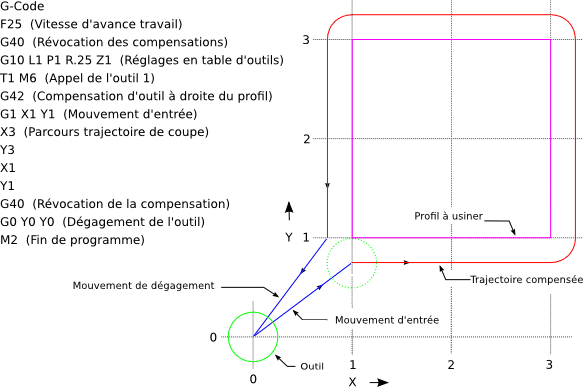 G-Code
F25 (Vitesse d'avance travail)
G40 (Révocation des compensations)
G10 L1 P1 R.25 Z1 (Réglages en table d'outils)
T1 M6 (Appel de l'outil 1)
G42 (Compensation d'outil à droite du profil)
G1 X1 Y1 (Mouvement d'entrée)
X3 (Parcours trajectoire de coupe)
Y3
X1
Y1
G40 (Révocation de la compensation)
G0 Y0 Y0 (Dégagement de l'outil)
M2 (Fin de programme)
3
2
Y 1
0
Profil à usiner
Trajectoire compensée
Mouvement de dégagement
Mouvement d'entrée
Outil
0
1
2
3
X